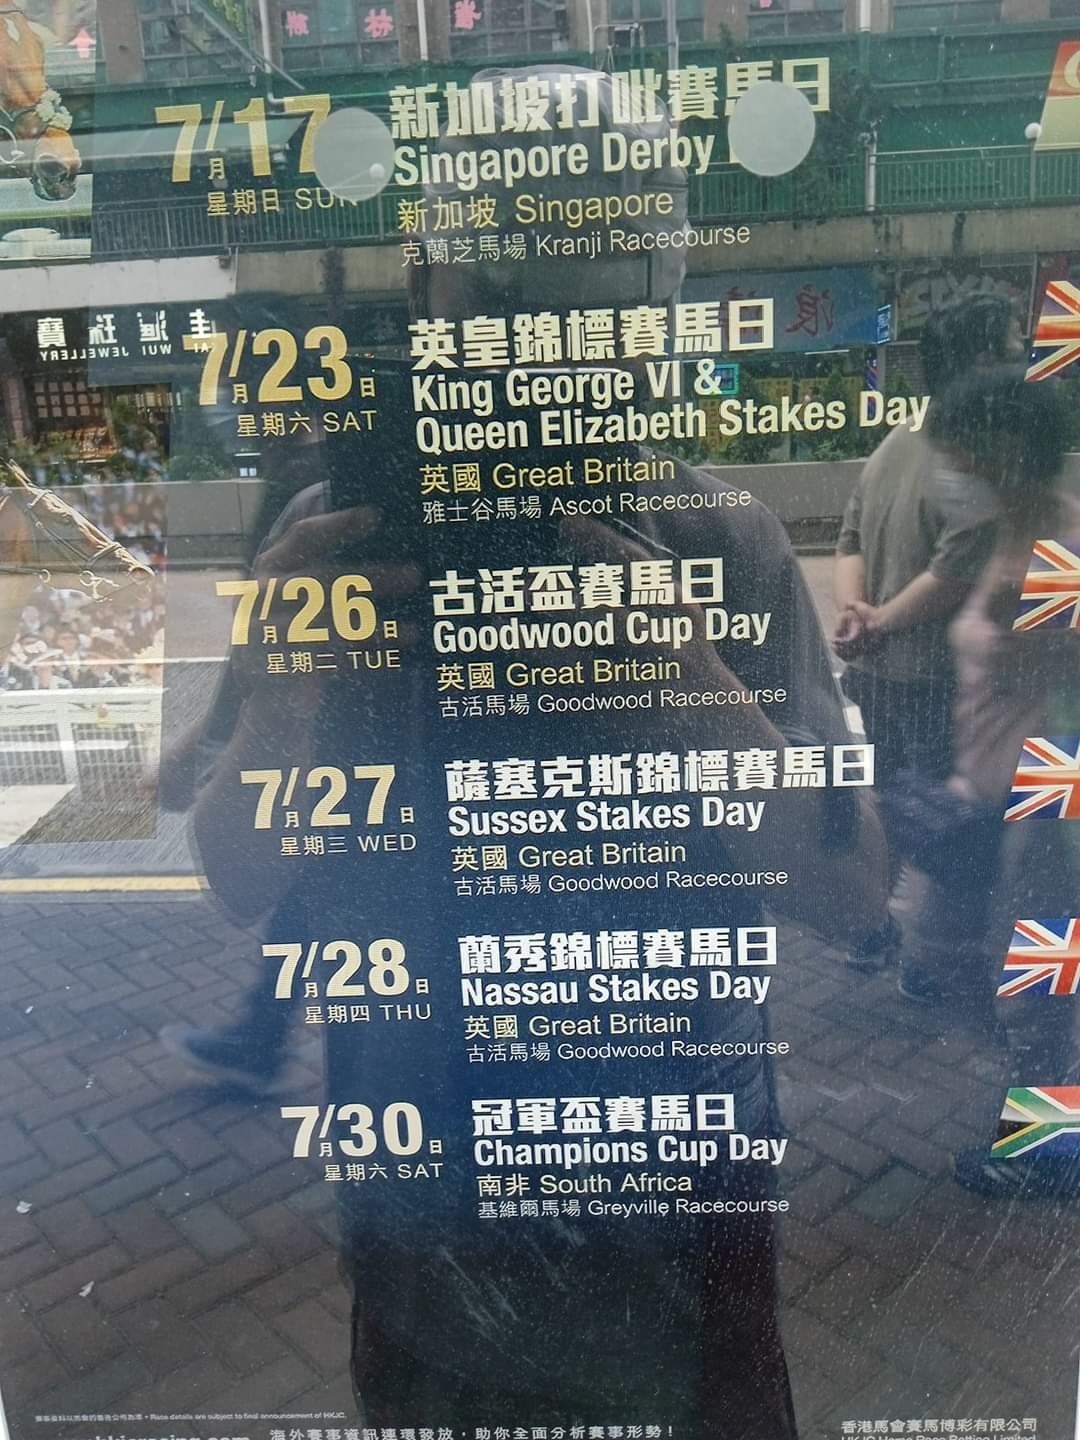 7月17
新加坡打吡賽馬日
Singapore Derby
星期日 SUN
新加坡 Singapore
克蘭芝馬場 Kranji Racecourse
7月23日
英皇錦標賽馬日
King George VI &
Queen Elizabeth Stakes Day
星期六 SAT
英國 Great Britain
雅士谷馬場 Ascot Racecourse
7月26日
古活盃賽馬日
Goodwood Cup Day
星期二 TUE
英國 Great Britain
古活馬場 Goodwood Racecourse
7月27日
薩塞克斯錦標賽馬日
Sussex Stakes Day
星期三 WED
英國 Great Britain
古活馬場 Goodwood Racecourse
7月28日
蘭秀錦標賽馬日
Nassau Stakes Day
星期四 THU
英國 Great Britain
古活馬場 Goodwood Racecourse
7月30日
冠軍盃賽馬日
Champions Cup Day
星期六 SAT
南非 South Africa
基維爾馬場 Greyville Racecourse
Race details are subject to final announcement of HKJC.
海外賽事資訊連環發放，助你全面分析賽事形勢！
香港馬會賽馬博彩有限公司